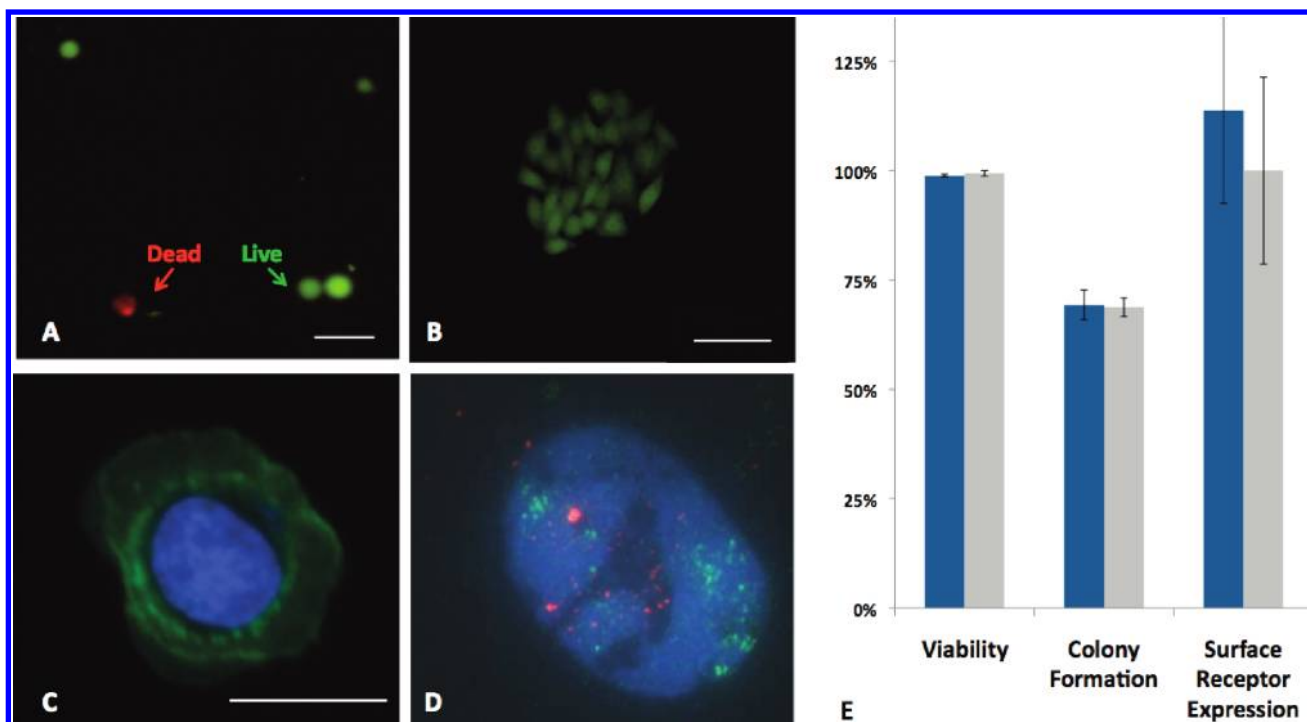 Dead
Live
A
B
C
D
125%
100%
75%
50%
25%
0%
Viability
Colony
Formation
Surface
Receptor
Expression
E